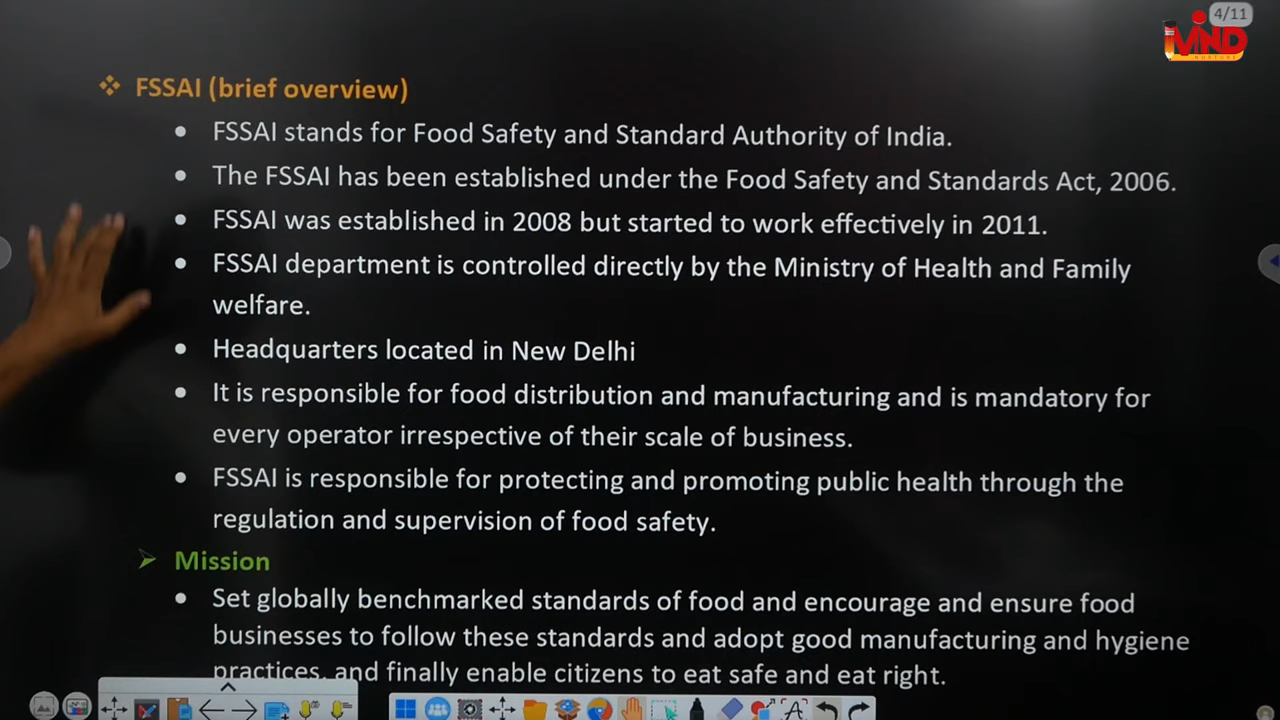 4/11
MIND
NURTURE
FSSAI (brief overview)
FSSAI stands for Food Safety and Standard Authority of India.
The FSSAI has been established under the Food Safety and Standards Act, 2006.
FSSAI was established in 2008 but started to work effectively in 2011.
FSSAI department is controlled directly by the Ministry of Health and Family
welfare.
Headquarters located in New Delhi
It is responsible for food distribution and manufacturing and is mandatory for
every operator irrespective of their scale of business.
FSSAI is responsible for protecting and promoting public health through the
regulation and supervision of food safety.
Mission
Set globally benchmarked standards of food and encourage and ensure food
businesses to follow these standards and adopt good manufacturing and hygiene
practices, and finally enable citizens to eat safe and eat right.